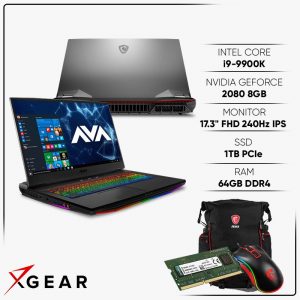 INTEL CORE
i9-9900K
NVIDIA GEFORCE
2080 8GB
MONITOR
17.3" FHD 240Hz IPS
SSD
1TB PCIe
RAM
64GB DDR4
AVA
XGEAR